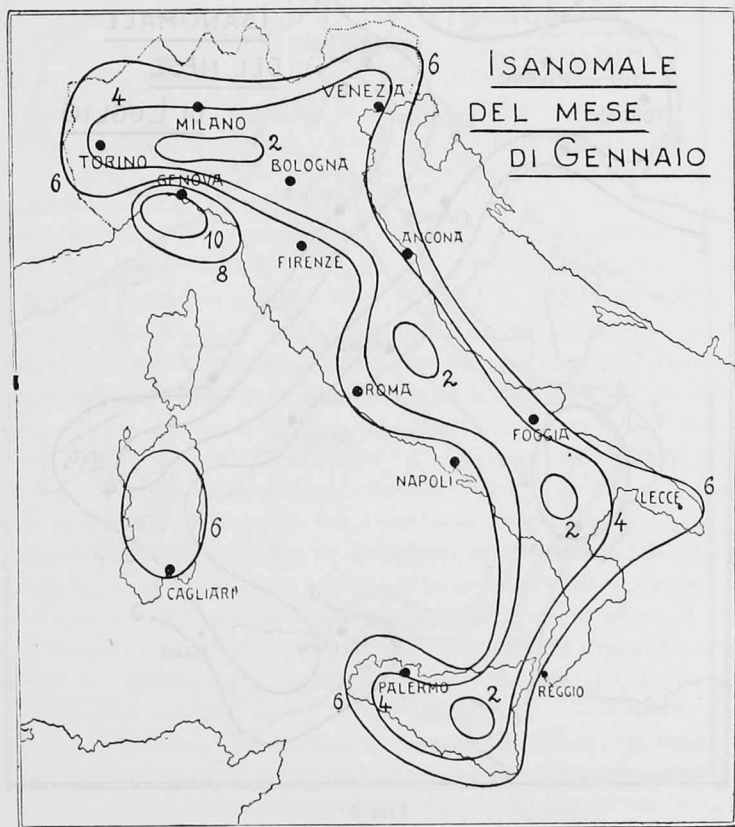 ISANOMALE
DEL MESE
DI GENNAIO
6
4
VENEZIA
MILANO
2
TORINO
BOLOGNA
6
GENOVA
10
8
FIRENZE
ANCONA
2
ROMA
FOGGIA
NAPOLI
6
LECCE
2
4
6
CAGLIARI
PALERMO
2
REGGIO
6
4